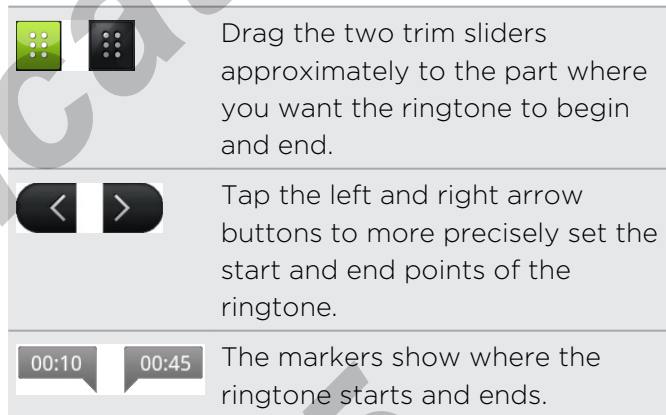 Drag the two trim sliders
approximately to the part where
you want the ringtone to begin
and end.
Tap the left and right arrow
buttons to more precisely set the
start and end points of the
ringtone.
00:10 00:45
The markers show where the
ringtone starts and ends.